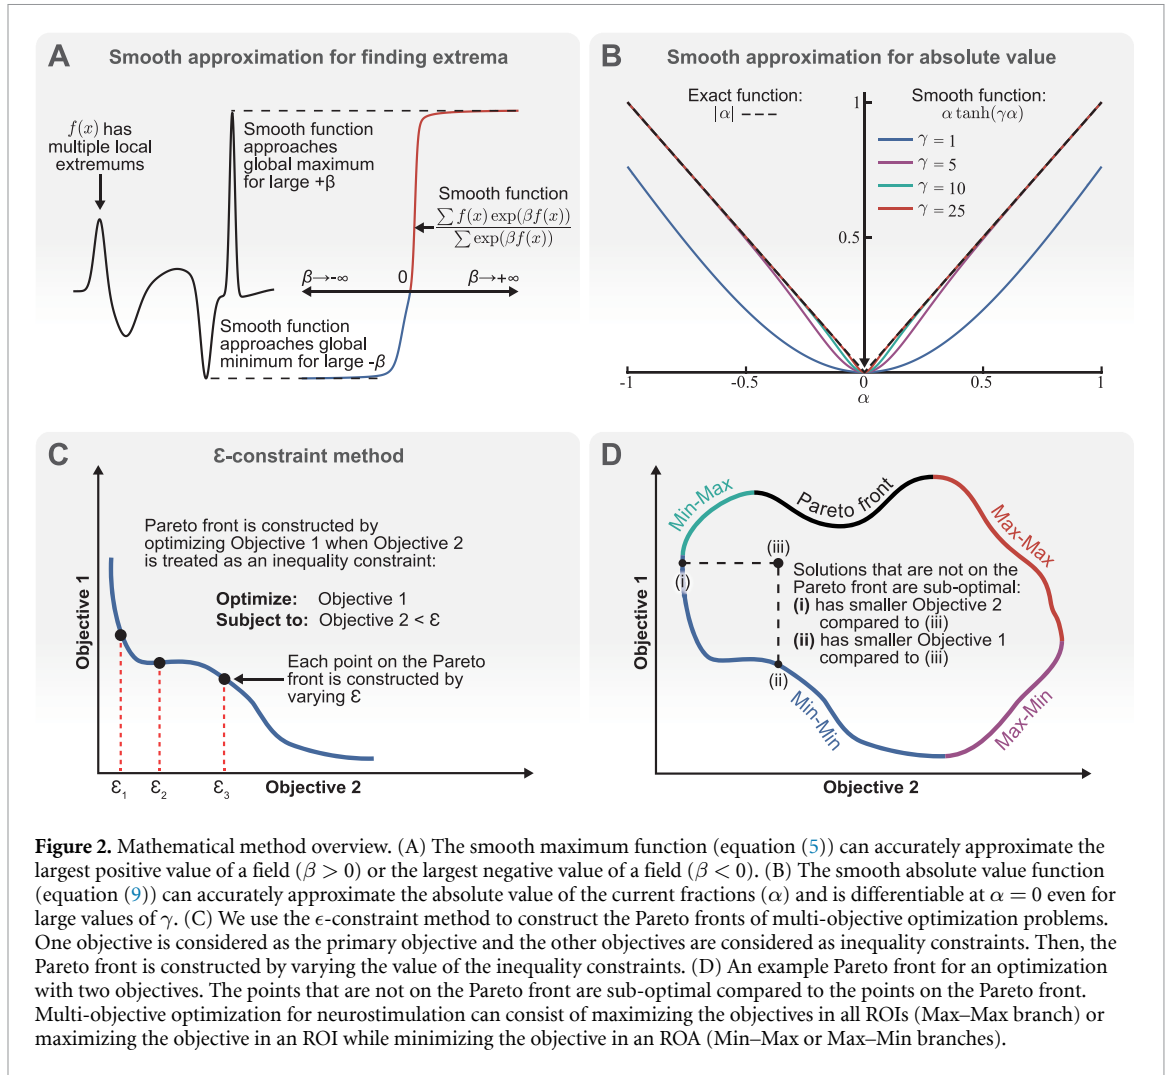 A
Smooth approximation for finding extrema
f(x) has
multiple local
extremums
Smooth function
approaches
global maximum
for large +β
Smooth function
∑ f(x) exp(βf(x))
∑ exp(βf(x))
β→-∞
0
β→+∞
Smooth function
approaches global
minimum for large -β
B
Smooth approximation for absolute value
Exact function:
|α|
Smooth function:
α tanh(γα)
γ = 1
γ = 5
γ = 10
γ = 25
1
0.5
-1
-0.5
0
0.5
1
α
C
Ɛ-constraint method
Objective 1
Pareto front is constructed by
optimizing Objective 1 when Objective 2
is treated as an inequality constraint:
Optimize: Objective 1
Subject to: Objective 2 < Ɛ
Each point on the Pareto
front is constructed by
varying Ɛ
Ɛ1
Ɛ2
Ɛ3
Objective 2
D
Objective 1
Min-Max
Pareto front
Max-Max
(i)
(iii)
Solutions that are not on the
Pareto front are sub-optimal:
(i) has smaller Objective 2
compared to (iii)
(ii) has smaller Objective 1
compared to (iii)
(ii)
Min-Min
Max-Min
Objective 2
Figure 2. Mathematical method overview. (A) The smooth maximum function (equation (5)) can accurately approximate the
largest positive value of a field (β > 0) or the largest negative value of a field (β < 0). (B) The smooth absolute value function
(equation (9)) can accurately approximate the absolute value of the current fractions (α) and is differentiable at α = 0 even for
large values of γ. (C) We use the ϵ-constraint method to construct the Pareto fronts of multi-objective optimization problems.
One objective is considered as the primary objective and the other objectives are considered as inequality constraints. Then, the
Pareto front is constructed by varying the value of the inequality constraints. (D) An example Pareto front for an optimization
with two objectives. The points that are not on the Pareto front are sub-optimal compared to the points on the Pareto front.
Multi-objective optimization for neurostimulation can consist of maximizing the objectives in all ROIs (Max–Max branch) or
maximizing the objective in an ROI while minimizing the objective in an ROA (Min–Max or Max–Min branches).